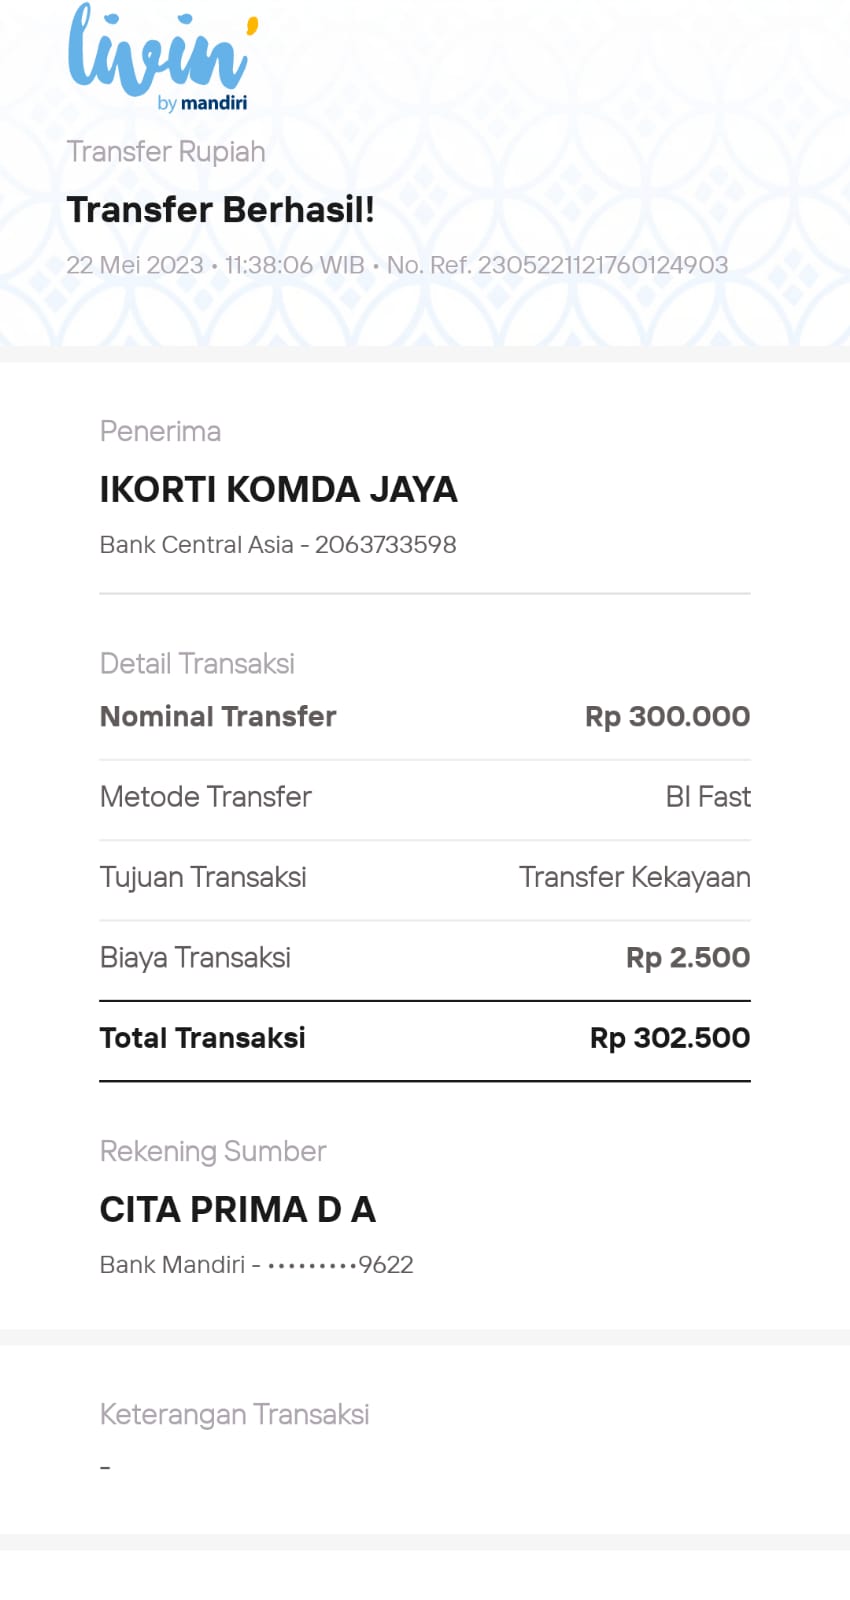 livin'
by mandiri
Transfer Rupiah
Transfer Berhasil!
22 Mei 2023 • 11:38:06 WIB • No. Ref. 2305221121760124903
Penerima
IKORTI KOMDA JAYA
Bank Central Asia - 2063733598
Detail Transaksi
Nominal Transfer Rp 300.000
Metode Transfer BI Fast
Tujuan Transaksi Transfer Kekayaan
Biaya Transaksi Rp 2.500
Total Transaksi Rp 302.500
Rekening Sumber
CITA PRIMA D A
Bank Mandiri - •••••••••9622
Keterangan Transaksi
-